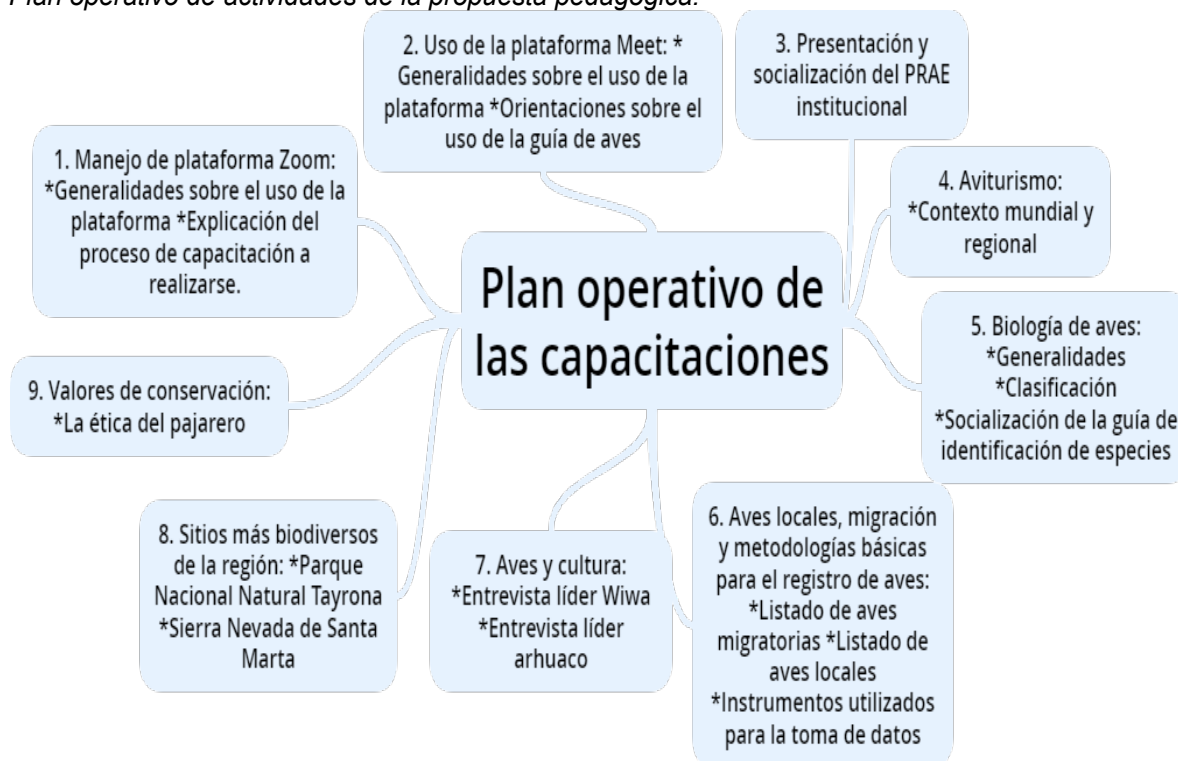 Plan operativo de actividades de la propuesta pedagógica.
2. Uso de la plataforma Meet: *
Generalidades sobre el uso de la
plataforma *Orientaciones sobre el
uso de la guía de aves
3. Presentación y
socialización del PRAE
institucional
1. Manejo de plataforma Zoom:
*Generalidades sobre el uso de la
plataforma *Explicación del
proceso de capacitación a
realizarse.
4. Aviturismo:
*Contexto mundial y
regional
Plan operativo de
las capacitaciones
5. Biología de aves:
*Generalidades
*Clasificación
*Socialización de la guía de
identificación de especies
9. Valores de conservación:
*La ética del pajarero
8. Sitios más biodiversos
de la región: *Parque
Nacional Natural Tayrona
*Sierra Nevada de Santa
Marta
7. Aves y cultura:
*Entrevista líder Wiwa
*Entrevista líder
arhuaco
6. Aves locales, migración
y metodologías básicas
para el registro de aves:
*Listado de aves
migratorias *Listado de
aves locales
*Instrumentos utilizados
para la toma de datos